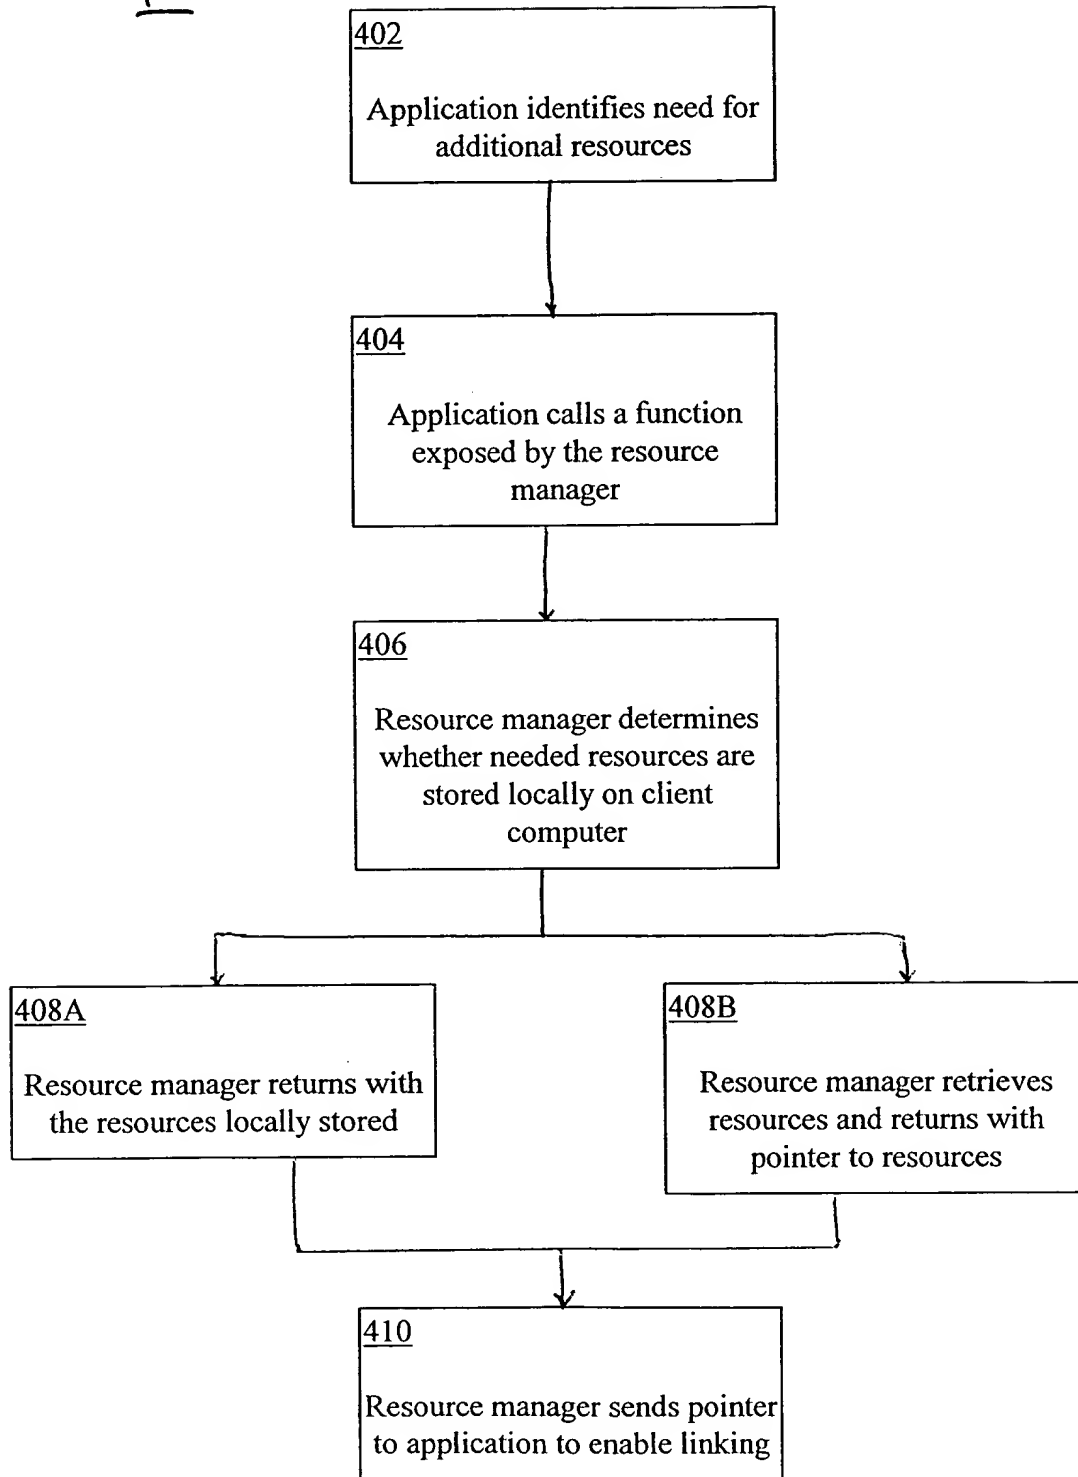 402
Application identifies need for
additional resources
404
Application calls a function
exposed by the resource
manager
406
Resource manager determines
whether needed resources are
stored locally on client
computer
408A
Resource manager returns with
the resources locally stored
408B
Resource manager retrieves
resources and returns with
pointer to resources
410
Resource manager sends pointer
to application to enable linking